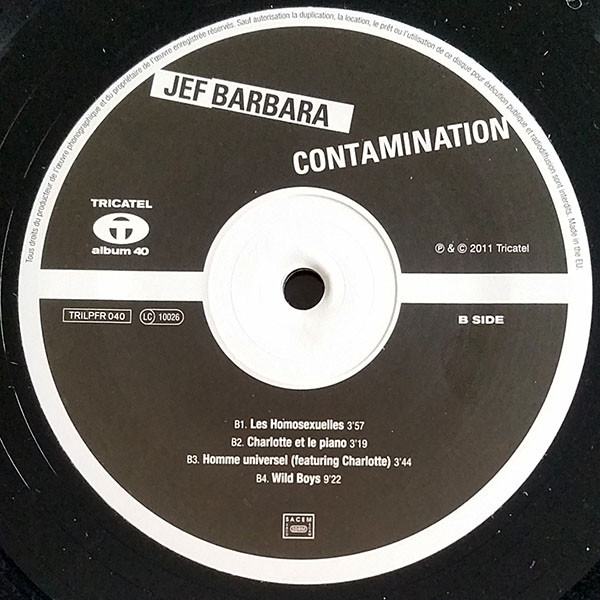 Tous droits du producteur de l'œuvre phonographique et du propriétaire de l'œuvre enregistrée réservés. Sauf autorisation la duplication, la location, le prêt ou l'utilisation de ce disque pour exécution publique et radiodiffusion sont interdits. Made in the EU.
JEF BARBARA
CONTAMINATION
TRICATEL
T
album 40
℗ & © 2011 Tricatel
TRILPFR 040
LC 10026
B SIDE
B1. Les Homosexuelles 3'57
B2. Charlotte et le piano 3'19
B3. Homme universel (featuring Charlotte) 3'44
B4. Wild Boys 9'22
SACEM